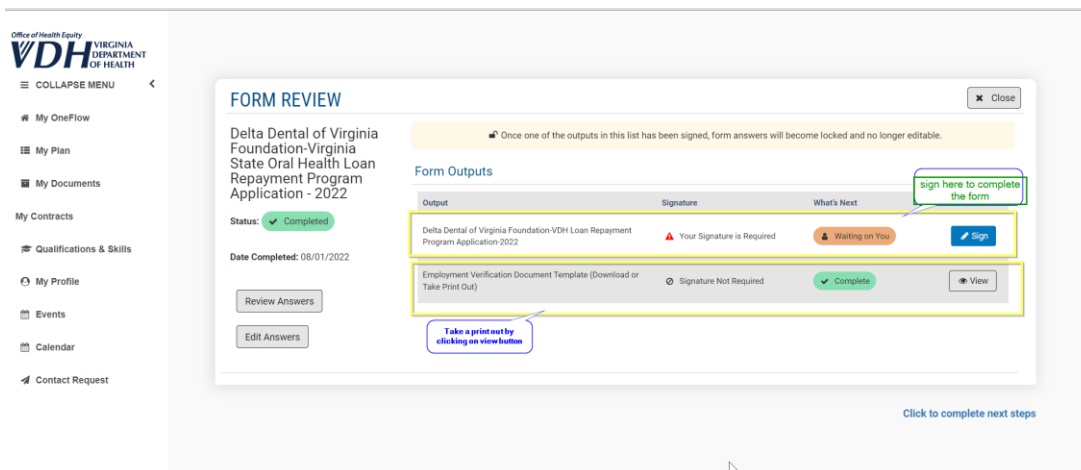 Office of Health Equity
VDH VIRGINIA
DEPARTMENT
OF HEALTH
COLLAPSE MENU
My OneFlow
My Plan
My Documents
My Contracts
Qualifications & Skills
My Profile
Events
Calendar
Contact Request
FORM REVIEW
Close
Delta Dental of Virginia
Foundation-Virginia
State Oral Health Loan
Repayment Program
Application - 2022
Status: Completed
Date Completed: 08/01/2022
Review Answers
Edit Answers
Once one of the outputs in this list has been signed, form answers will become locked and no longer editable.
Form Outputs
sign here to complete
the form
Output Signature What's Next
Delta Dental of Virginia Foundation-VDH Loan Repayment
Program Application-2022
Your Signature is Required
Waiting on You
Sign
Employment Verification Document Template (Download or
Take Print Out)
Signature Not Required
Complete
View
Take a print out by
clicking on view button
Click to complete next steps